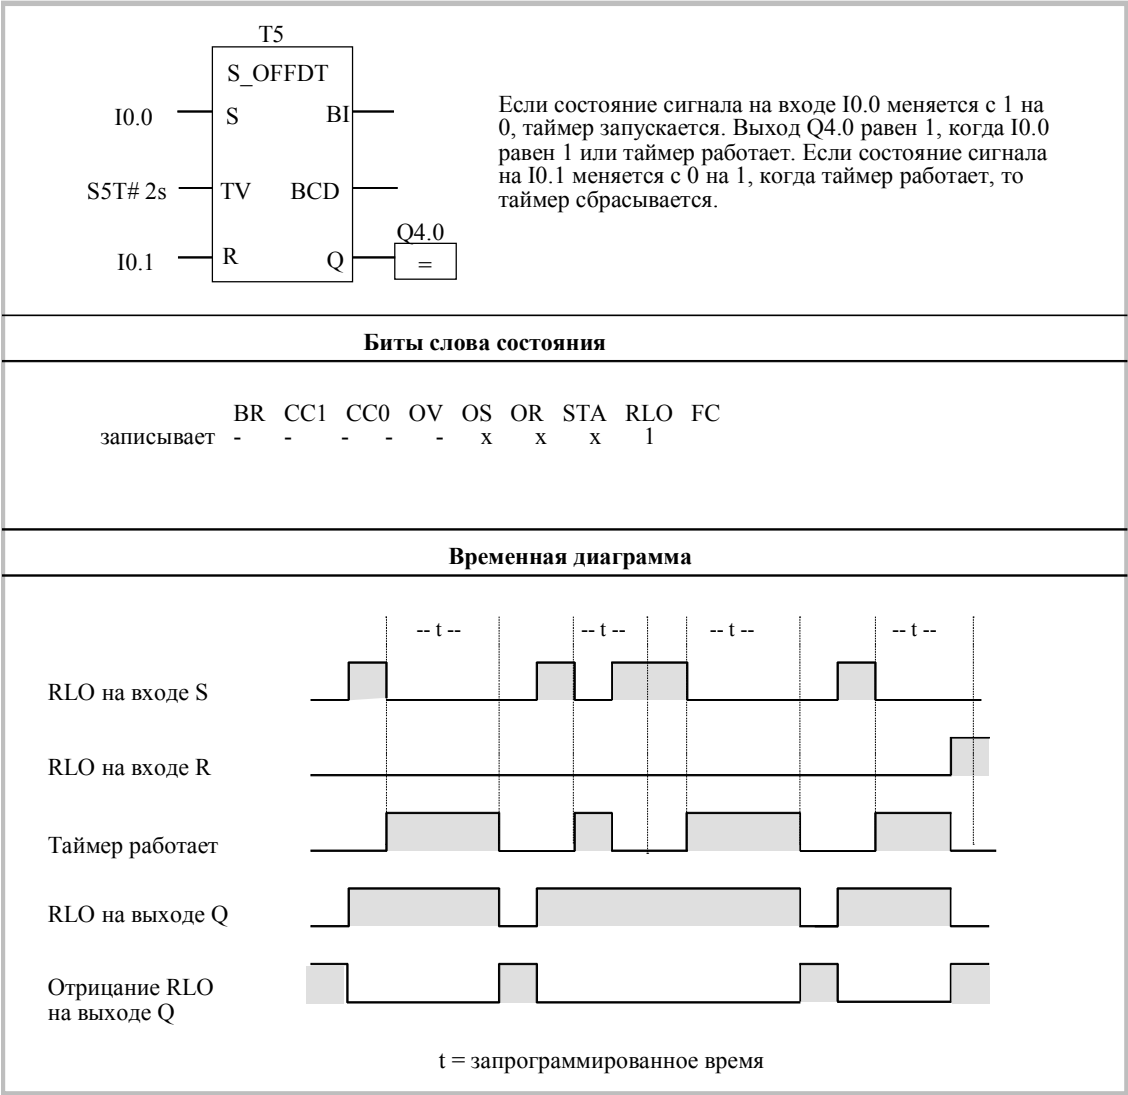 T5
S_OFFDT
I0.0
S
BI
S5T# 2s
TV
BCD
Q4.0
I0.1
R
Q
=
Если состояние сигнала на входе I0.0 меняется с 1 на
0, таймер запускается. Выход Q4.0 равен 1, когда I0.0
равен 1 или таймер работает. Если состояние сигнала
на I0.1 меняется с 0 на 1, когда таймер работает, то
таймер сбрасывается.
Биты слова состояния
BR CC1 CC0 OV OS OR STA RLO FC
записывает - - - - - x x x 1
Временная диаграмма
-- t -- -- t -- -- t -- -- t --
RLO на входе S
RLO на входе R
Таймер работает
RLO на выходе Q
Отрицание RLO
на выходе Q
t = запрограммированное время